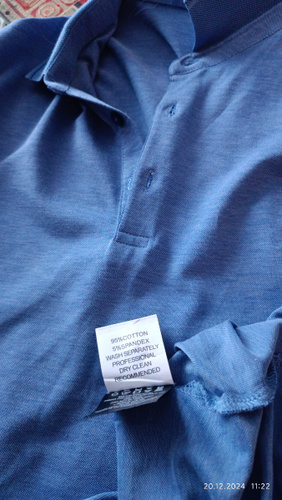 95%COTTON
5%SPANDEX
WASH SEPARATELY
PROFESSIONAL
DRY CLEAN
RECOMMENDED
20.12.2024 11:22